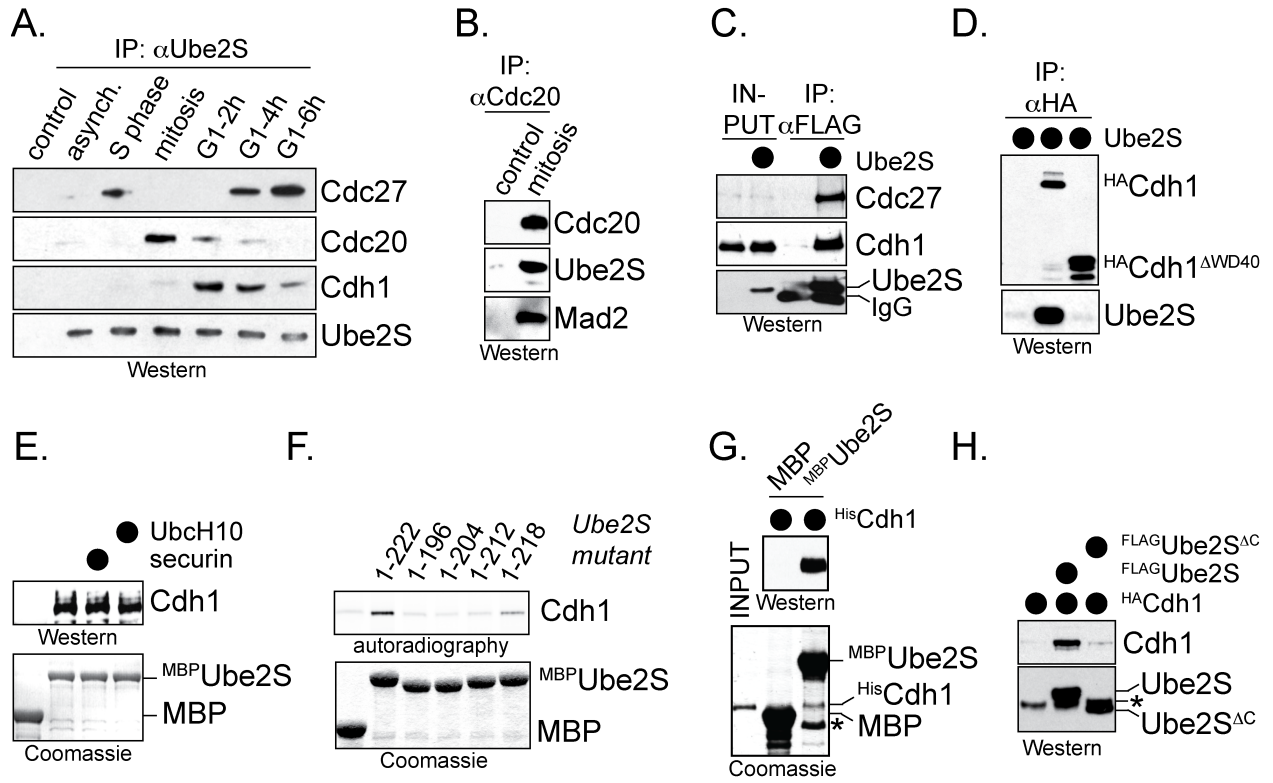 A.
IP: αUbe2S
control
asynch.
S phase
mitosis
G1-2h
G1-4h
G1-6h
Cdc27
Cdc20
Cdh1
Ube2S
Western
B.
IP:
αCdc20
control
mitosis
Cdc20
Ube2S
Mad2
Western
C.
IN-
PUT
IP:
αFLAG
Ube2S
Cdc27
Cdh1
Ube2S
IgG
Western
D.
IP:
αHA
Ube2S
HACdh1
HACdh1ΔWD40
Ube2S
Western
E.
UbcH10
securin
Cdh1
Western
MBPUbe2S
MBP
Coomassie
F.
1-222
1-196
1-204
1-212
1-218
Ube2S
mutant
Cdh1
autoradiography
MBPUbe2S
MBP
Coomassie
G.
MBP
MBPUbe2S
HisCdh1
INPUT
Western
MBPUbe2S
HisCdh1
MBP
*
Coomassie
H.
FLAGUbe2SΔC
FLAGUbe2S
HACdh1
Cdh1
Ube2S
*
Ube2SΔC
Western